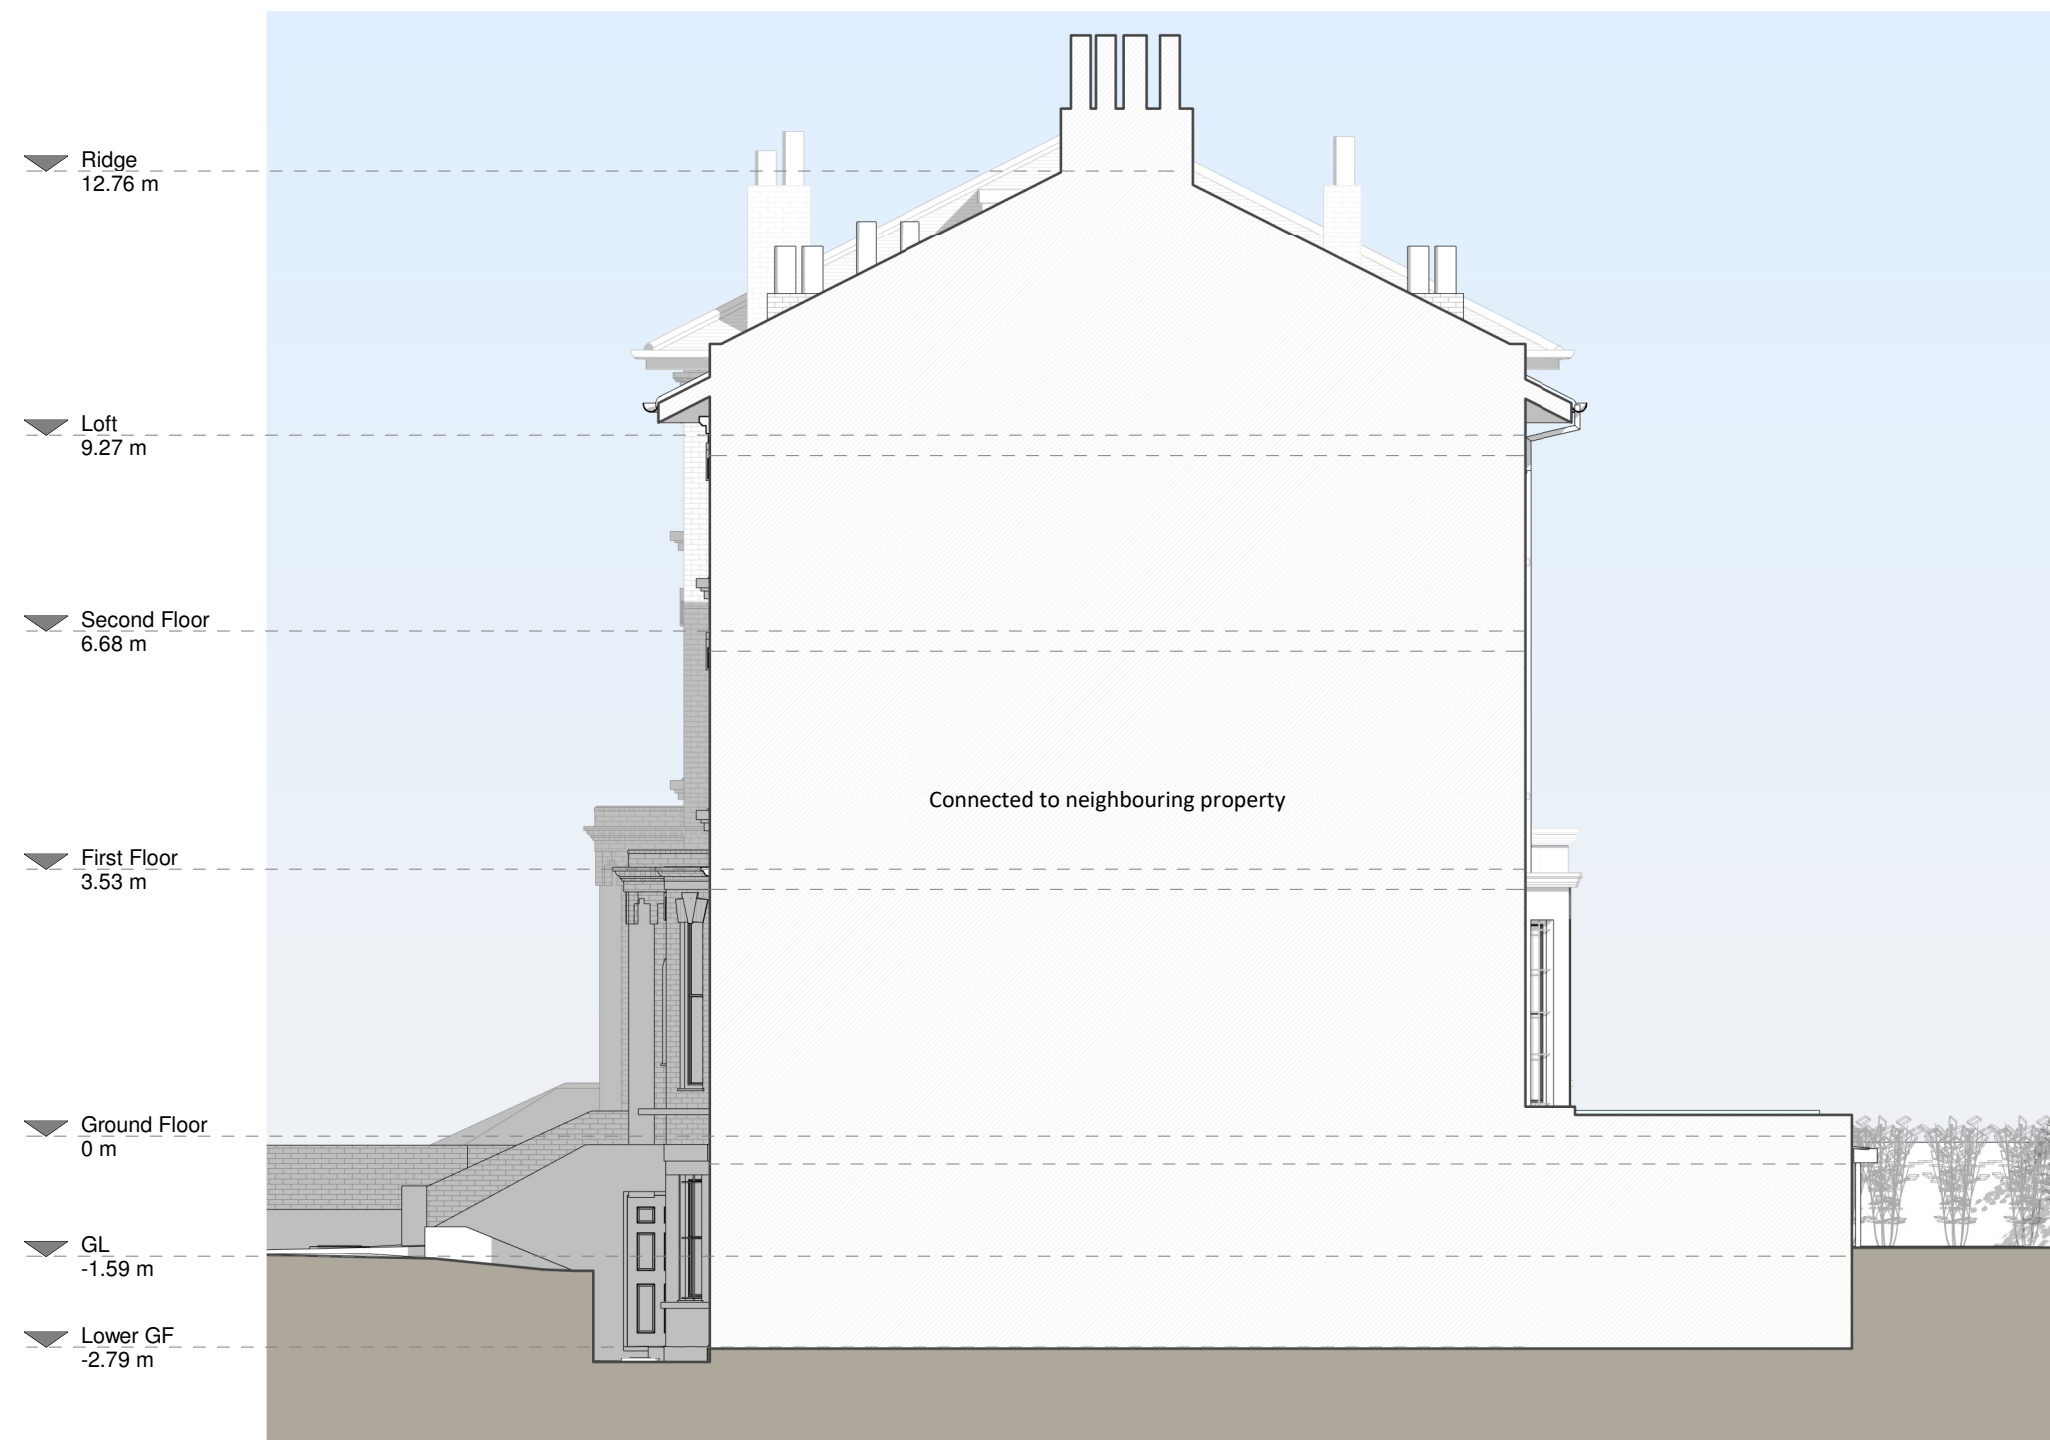 Ridge
12.76 m
Loft
9.27 m
Second Floor
6.68 m
Connected to neighbouring property
First Floor
3.53 m
Ground Floor
0 m
GL
-1.59 m
Lower GF
-2.79 m